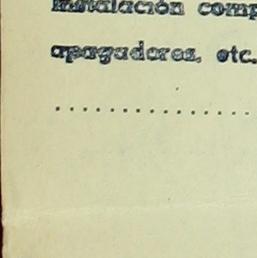 instalación comp
apagadores, etc.
....................